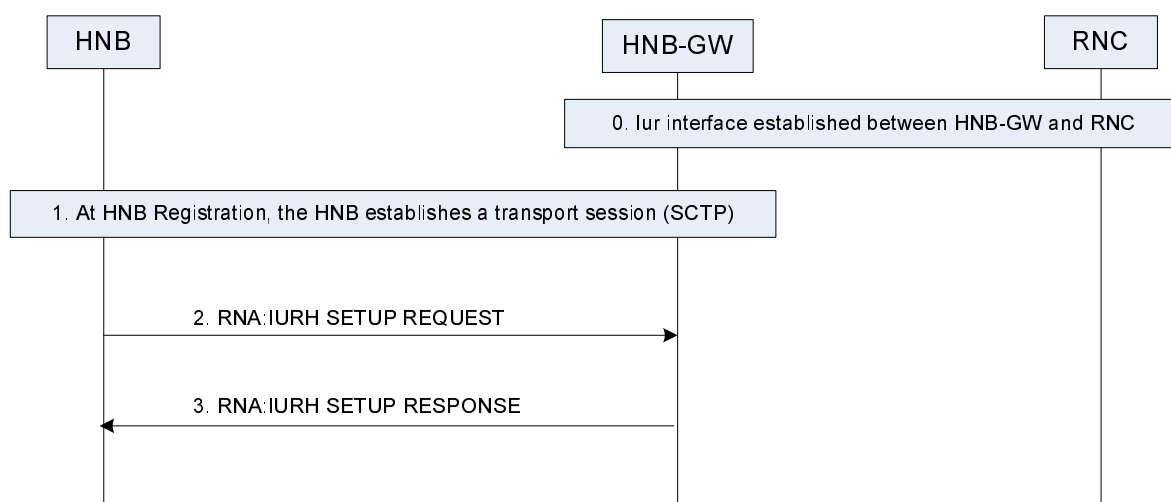 HNB
HNB-GW
RNC
0. Iur interface established between HNB-GW and RNC
1. At HNB Registration, the HNB establishes a transport session (SCTP)
2. RNA:IURH SETUP REQUEST
3. RNA:IURH SETUP RESPONSE